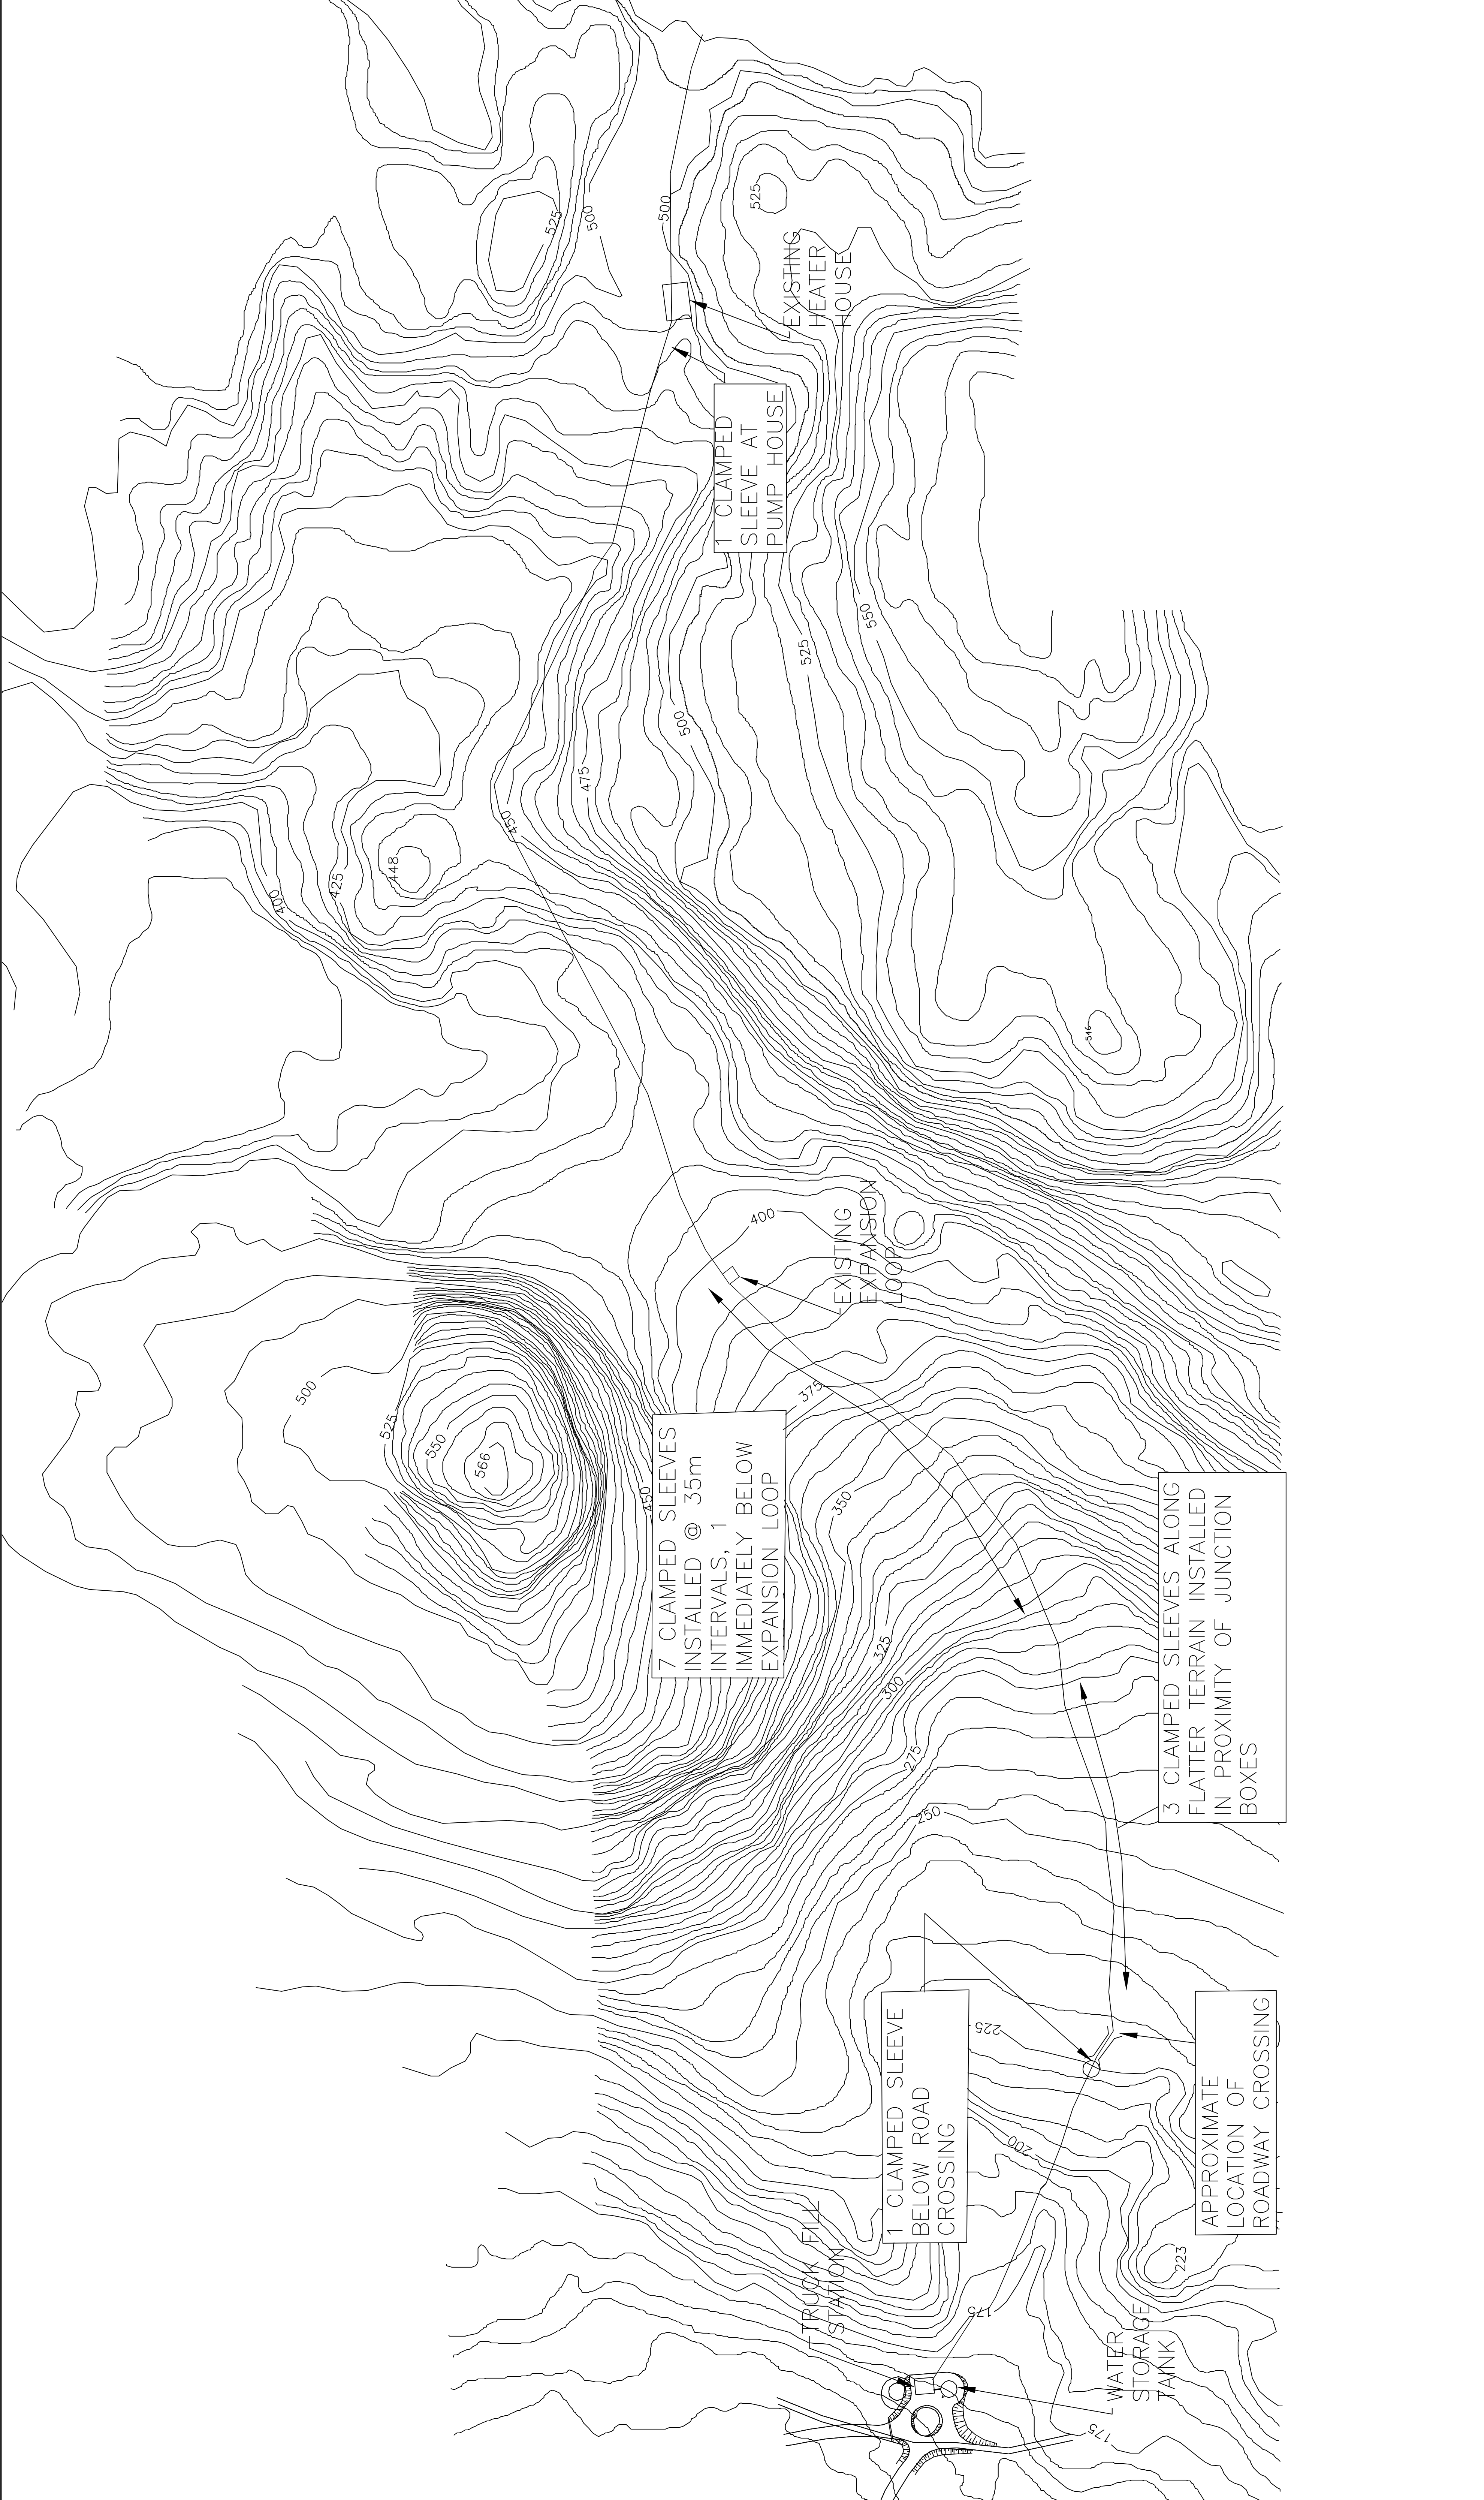 525
500
500
525
EXISTING
HEATER
HOUSE
1 CLAMPED
SLEEVE AT
PUMP HOUSE
550
525
500
475
450
448
425
400
546
400
EXISTING
EXPANSION
LOOP
500
525
550
566
450
375
350
7 CLAMPED SLEEVES
INSTALLED @ 35m
INTERVALS, 1
IMMEDIATELY BELOW
EXPANSION LOOP
3 CLAMPED SLEEVES ALONG
FLATTER TERRAIN INSTALLED
IN PROXIMITY OF JUNCTION
BOXES
325
300
275
250
225
1 CLAMPED SLEEVE
BELOW ROAD
CROSSING
200
APPROXIMATE
LOCATION OF
ROADWAY CROSSING
223
TRUCK FILL
STATION
175
WATER
STORAGE
TAINK
175